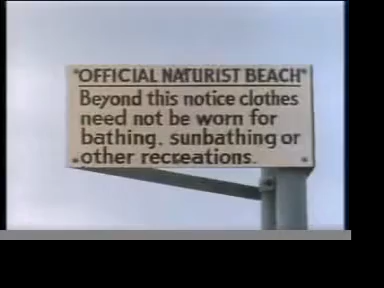 "OFFICIAL NATURIST BEACH"
Beyond this notice clothes
need not be worn for
bathing, sunbathing or
other recreations.